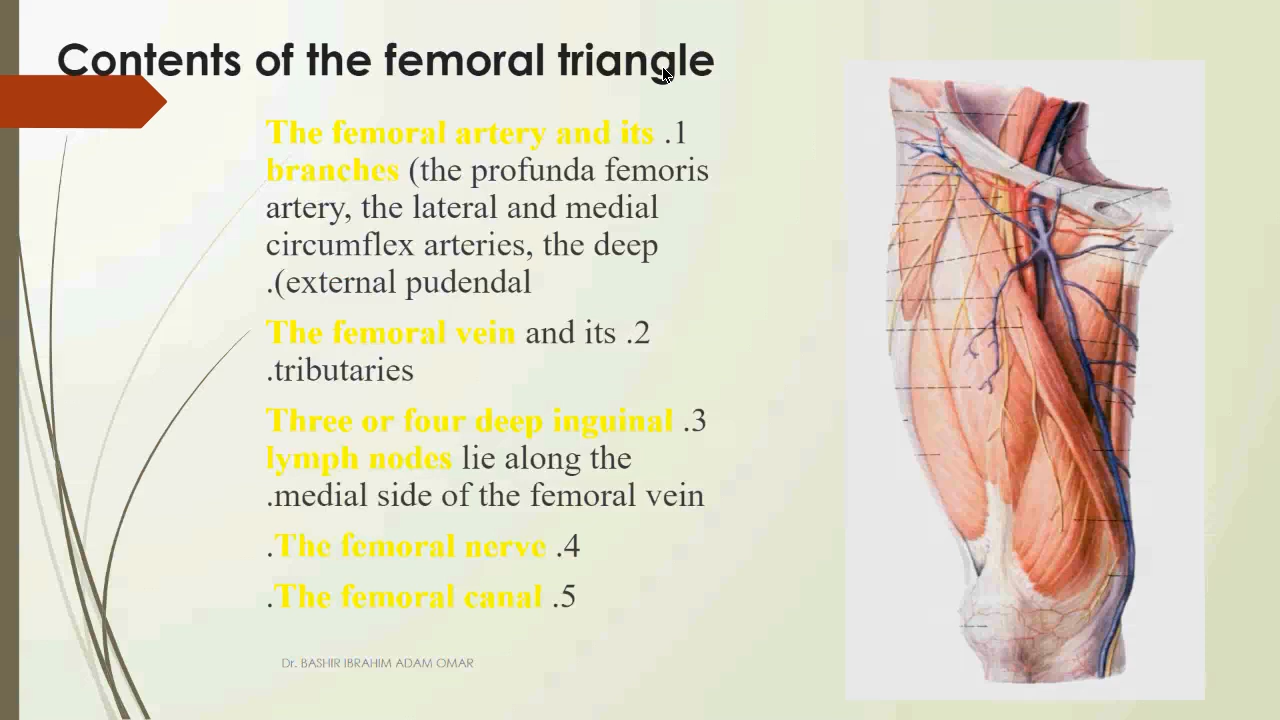 Contents of the femoral triangle
The femoral artery and its .1
branches (the profunda femoris
artery, the lateral and medial
circumflex arteries, the deep
.(external pudendal
The femoral vein and its .2
.tributaries
Three or four deep inguinal .3
lymph nodes lie along the
.medial side of the femoral vein
.The femoral nerve .4
.The femoral canal .5
Dr. BASHIR IBRAHIM ADAM OMAR